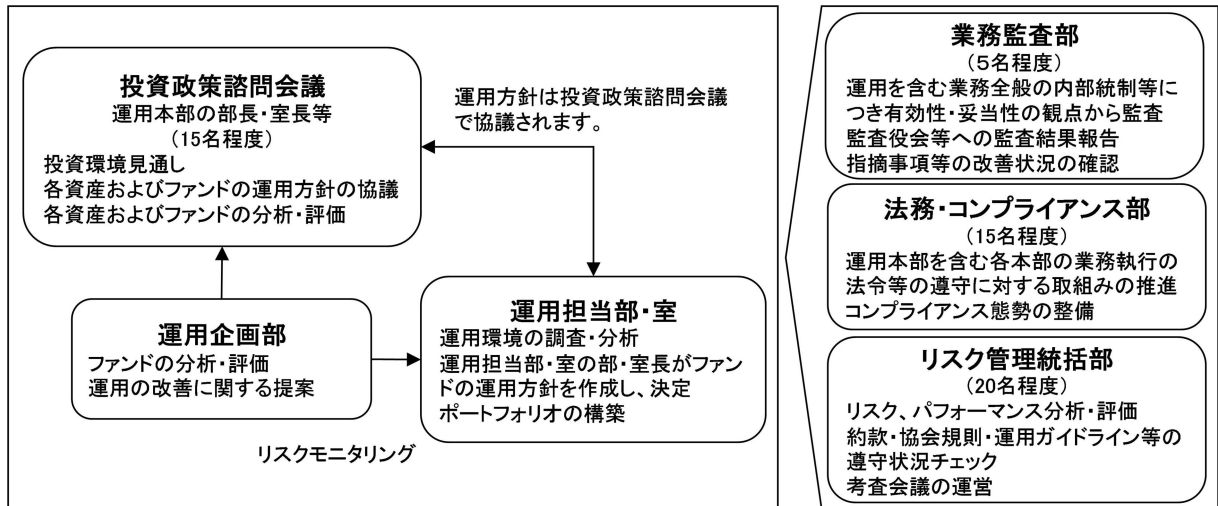 投資政策諮問会議
運用本部の部長・室長等
（15名程度）
投資環境見通し
各資産およびファンドの運用方針の協議
各資産およびファンドの分析・評価
運用方針は投資政策諮問会議
で協議されます。
運用企画部
ファンドの分析・評価
運用の改善に関する提案
運用担当部・室
運用環境の調査・分析
運用担当部・室の部・室長がファン
ドの運用方針を作成し、決定
ポートフォリオの構築
リスクモニタリング
業務監査部
（５名程度）
運用を含む業務全般の内部統制等に
つき有効性・妥当性の観点から監査
監査役会等への監査結果報告
指摘事項等の改善状況の確認
法務・コンプライアンス部
（15名程度）
運用本部を含む各本部の業務執行の
法令等の遵守に対する取組みの推進
コンプライアンス態勢の整備
リスク管理統括部
（20名程度）
リスク、パフォーマンス分析・評価
約款・協会規則・運用ガイドライン等の
遵守状況チェック
考査会議の運営